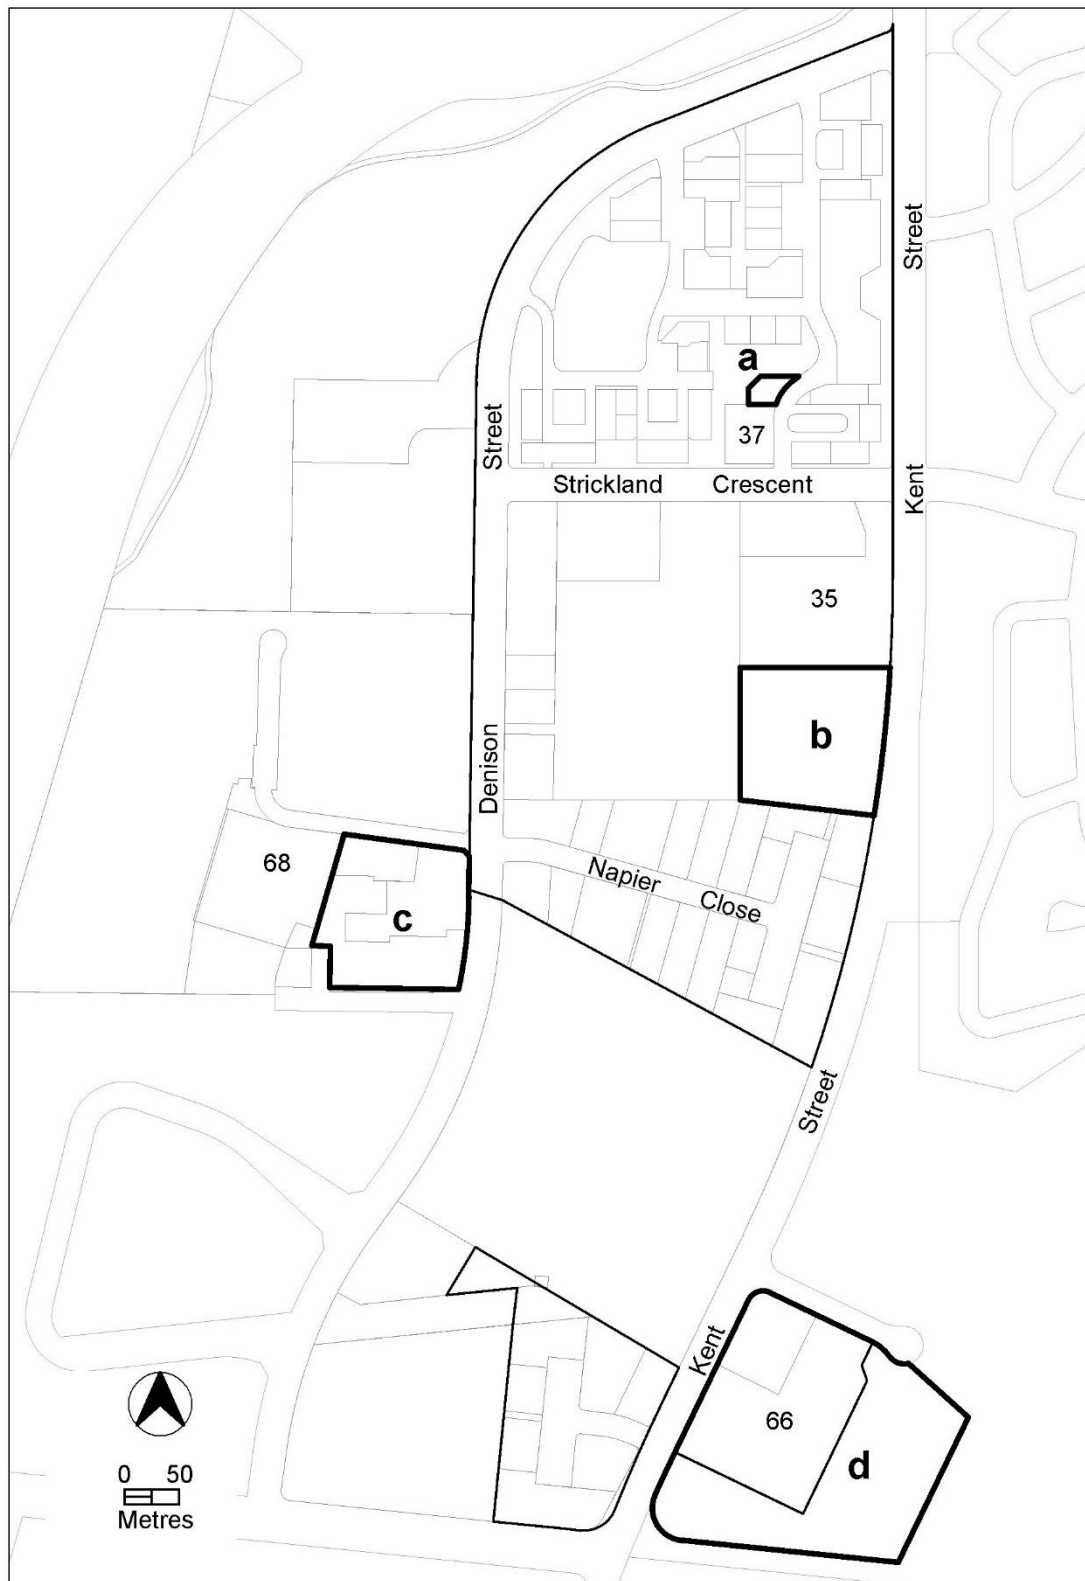 Street
a
37
Street
Strickland Crescent
Kent
35
b
Denison
68
Napier Close
c
Street
Kent
66
d
0 50
Metres